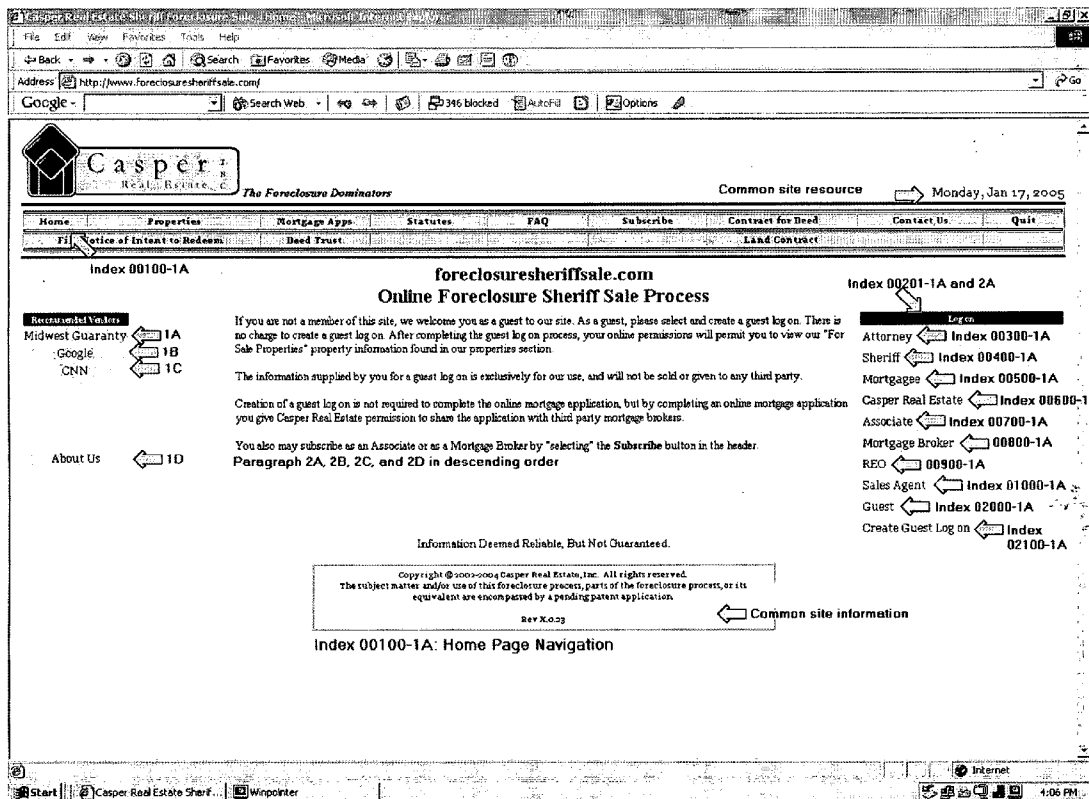 Casper Real Estate Sheriff Foreclosure Sale : Home - Microsoft Internet Explorer
File Edit View Favorites Tools Help
Back Search Favorites Media
Address http://www.foreclosuresheriffsale.com/ Go
Google - Search Web 346 blocked AutoFill Options
Casper
Real Estate, INC.
The Foreclosure Dominators
Common site resource
Monday, Jan 17, 2005
Home Properties Mortgage Apps Statutes FAQ Subscribe Contract for Deed Contact Us Quit
File Notice of Intent to Redeem Deed Trust Land Contract
Index 00100-1A
foreclosuresheriffsale.com
Online Foreclosure Sheriff Sale Process
Index 00201-1A and 2A
Recommended Vendors
Midwest Guaranty 1A
Google 1B
CNN 1C
About Us 1D
If you are not a member of this site, we welcome you as a guest to our site. As a guest, please select and create a guest log on. There is
no charge to create a guest log on. After completing the guest log on process, your online permissions will permit you to view our "For
Sale Properties" property information found in our properties section.
The information supplied by you for a guest log on is exclusively for our use, and will not be sold or given to any third party.
Creation of a guest log on is not required to complete the online mortgage application, but by completing an online mortgage application
you give Casper Real Estate permission to share the application with third party mortgage brokers.
You also may subscribe as an Associate or as a Mortgage Broker by "selecting" the Subscribe button in the header.
Paragraph 2A, 2B, 2C, and 2D in descending order
Log on
Attorney Index 00300-1A
Sheriff Index 00400-1A
Mortgagee Index 00500-1A
Casper Real Estate Index 00600-1
Associate Index 00700-1A
Mortgage Broker 00800-1A
REO 00900-1A
Sales Agent Index 01000-1A
Guest Index 02000-1A
Create Guest Log on Index
02100-1A
Information Deemed Reliable, But Not Guaranteed.
Copyright © 2002-2004 Casper Real Estate, Inc. All rights reserved.
The subject matter and/or use of this foreclosure process, parts of the foreclosure process, or its
equivalent are encompassed by a pending patent application.
Rev X.0.23
Common site information
Index 00100-1A: Home Page Navigation
Internet
Start Casper Real Estate Sherif... Winpointer 4:06 PM